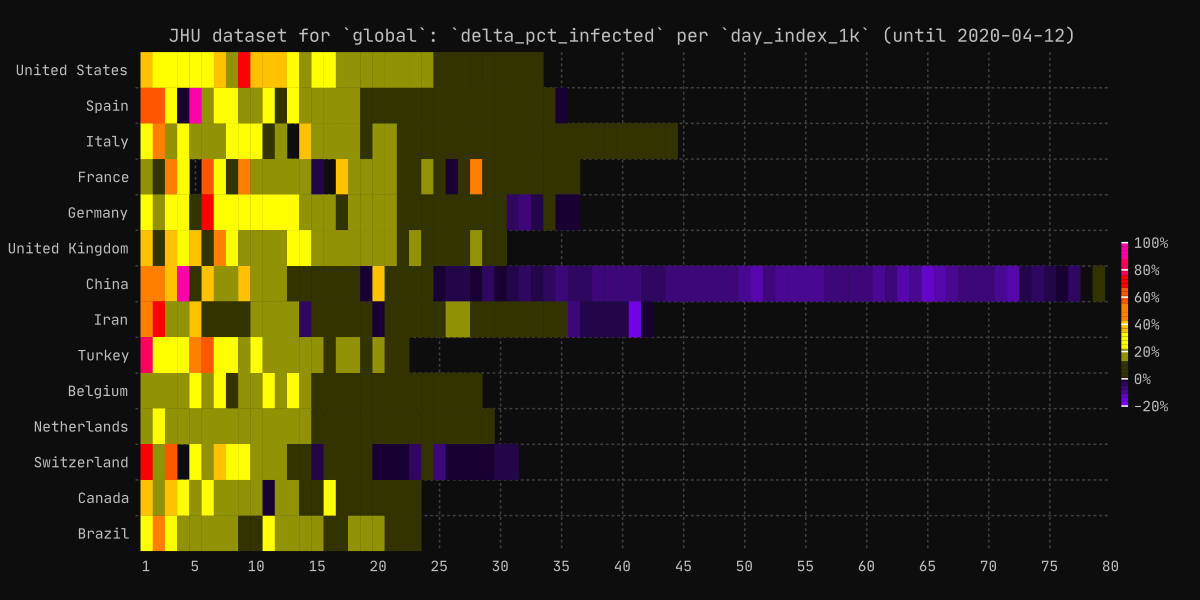 JHU dataset for `global`: `delta_pct_infected` per `day_index_1k` (until 2020-04-12)
United States
Spain
Italy
France
Germany
United Kingdom
China
Iran
Turkey
Belgium
Netherlands
Switzerland
Canada
Brazil
1 5 10 15 20 25 30 35 40 45 50 55 60 65 70 75 80
100%
80%
60%
40%
20%
0%
-20%